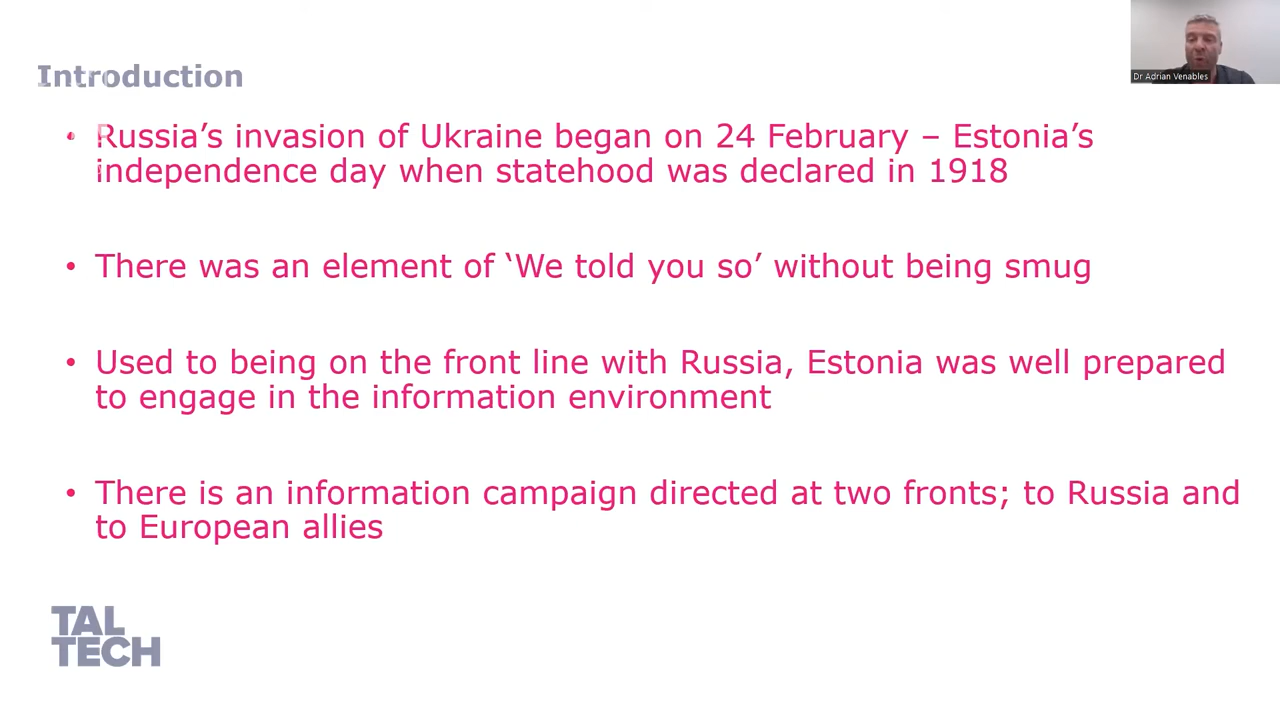 Dr Adrian Venables
Introduction
• Russia’s invasion of Ukraine began on 24 February – Estonia’s
independence day when statehood was declared in 1918
• There was an element of ‘We told you so’ without being smug
• Used to being on the front line with Russia, Estonia was well prepared
to engage in the information environment
• There is an information campaign directed at two fronts; to Russia and
to European allies
TAL
TECH